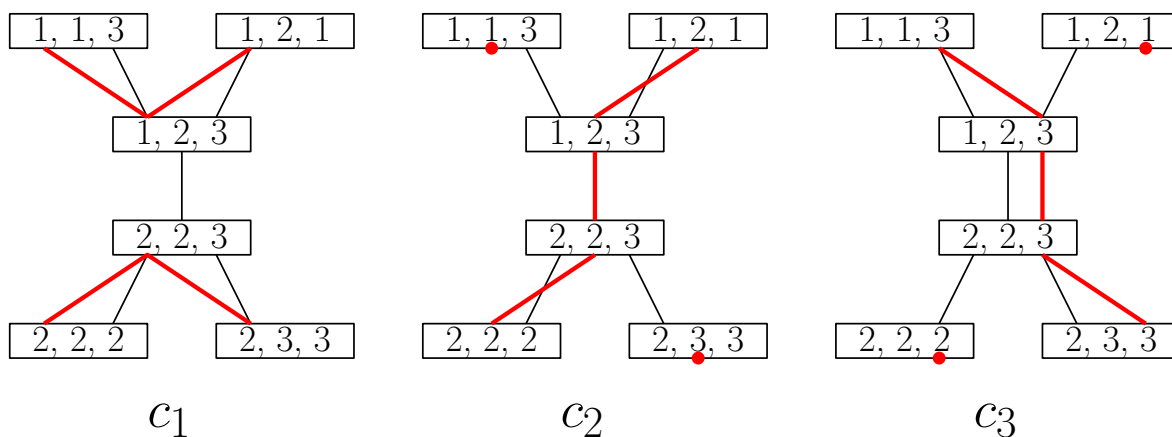 1, 1, 3 1, 2, 1 1, 1, 3 1, 2, 1 1, 1, 3 1, 2, 1
1, 2, 3 1, 2, 3 1, 2, 3
2, 2, 3 2, 2, 3 2, 2, 3
2, 2, 2 2, 3, 3 2, 2, 2 2, 3, 3 2, 2, 2 2, 3, 3
c₁ c₂ c₃